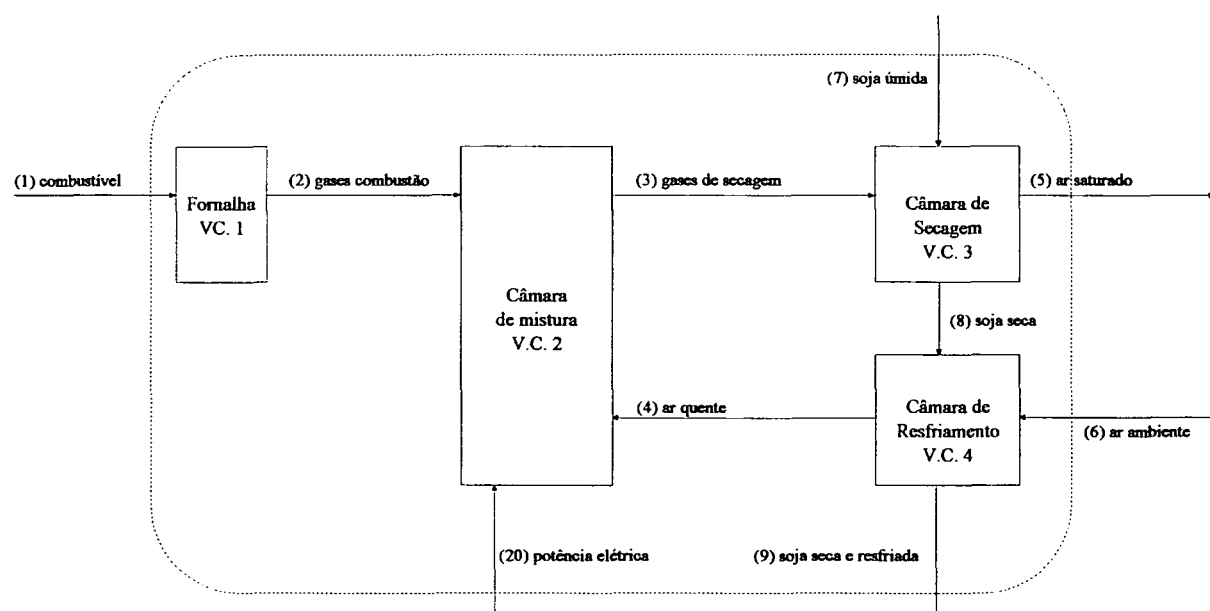 (7) soja úmida
(1) combustível
Fornalha
VC. 1
(2) gases combustão
(3) gases de secagem
Câmara de
Secagem
V.C. 3
(5) ar saturado
Câmara
de mistura
V.C. 2
(8) soja seca
(4) ar quente
Câmara de
Resfriamento
V.C. 4
(6) ar ambiente
(20) potência elétrica
(9) soja seca e resfriada